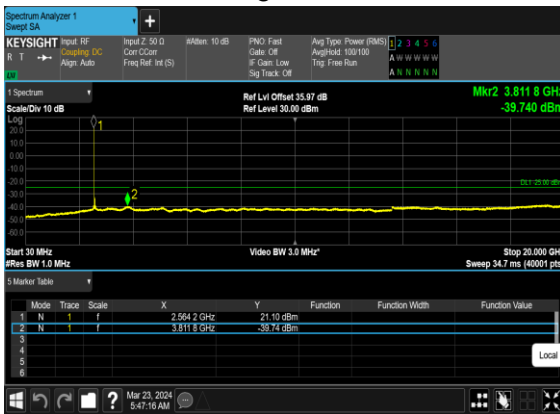 Spectrum Analyzer 1
Swept SA
+
KEYSIGHT Input: RF Input Z: 50 Ω #Atten: 10 dB PNO: Fast Avg Type: Power (RMS) 1 2 3 4 5 6
R T Coupling: DC Corr CCorr Gate: Off Avg|Hold: 100/100 A W W W W W
Align: Auto Freq Ref: Int (S) IF Gain: Low Trig: Free Run
Sig Track: Off A N N N N N
1 Spectrum Ref Lvl Offset 35.97 dB Mkr2 3.811 8 GHz
Scale/Div 10 dB Ref Level 30.00 dBm -39.740 dBm
Log
20.0
10.0
0.00
-10.0
-20.0
-30.0
-40.0
-50.0
-60.0
1
2
DL1 -25.00 dBm
Start 30 MHz Video BW 3.0 MHz* Stop 20.000 GH
#Res BW 1.0 MHz Sweep 34.7 ms (40001 pts
5 Marker Table
Mode Trace Scale X Y Function Function Width Function Value
1 N 1 f 2.564 2 GHz 21.10 dBm
2 N 1 f 3.811 8 GHz -39.74 dBm
3
4
5
6
Local
? Mar 23, 2024
5:47:16 AM